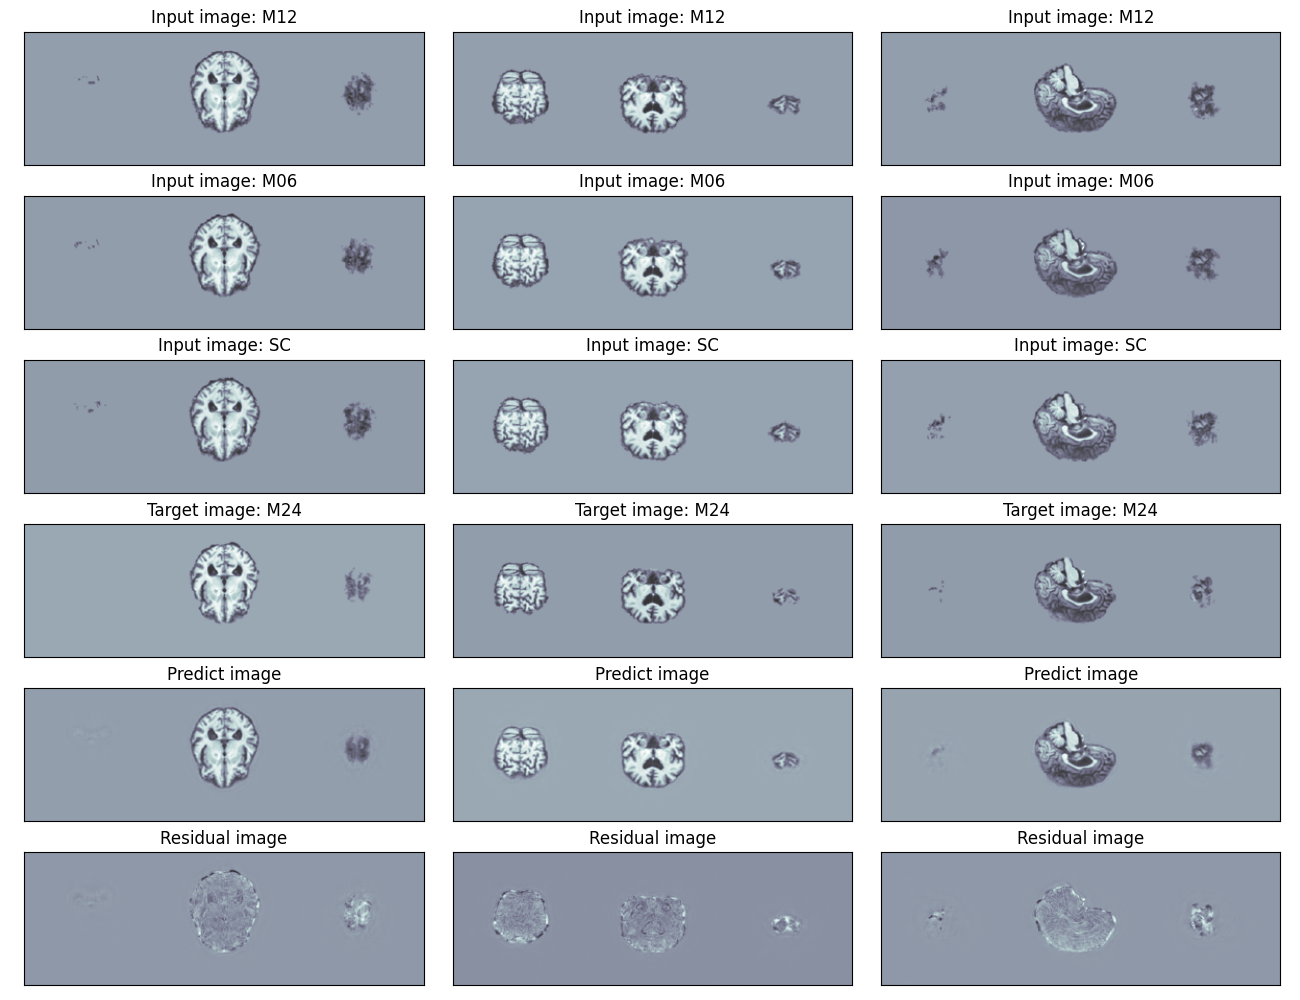 Input image: M12 Input image: M12 Input image: M12
Input image: M06 Input image: M06 Input image: M06
Input image: SC Input image: SC Input image: SC
Target image: M24 Target image: M24 Target image: M24
Predict image Predict image Predict image
Residual image Residual image Residual image